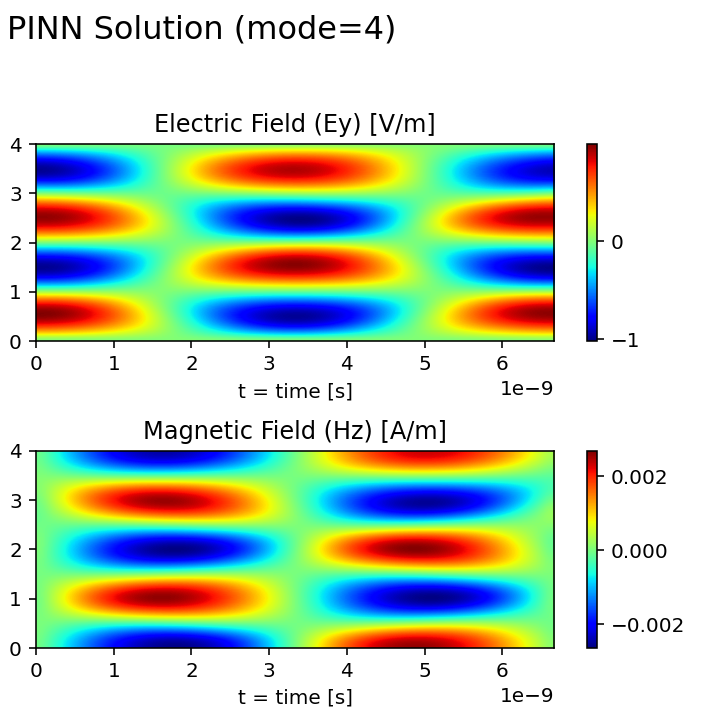 PINN Solution (mode=4)
Electric Field (Ey) [V/m]
4
3
2
1
0
0 1 2 3 4 5 6
1e−9
t = time [s]
0
−1
Magnetic Field (Hz) [A/m]
4
3
2
1
0
0 1 2 3 4 5 6
1e−9
t = time [s]
0.002
0.000
−0.002